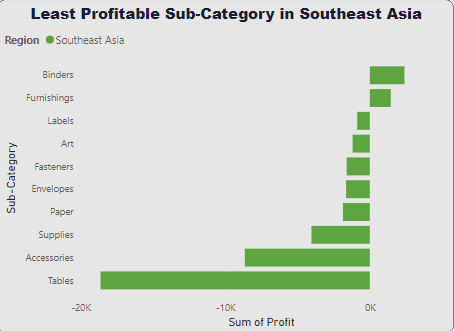 Least Profitable Sub-Category in Southeast Asia
Region Southeast Asia
Sub-Category
Binders
Furnishings
Labels
Art
Fasteners
Envelopes
Paper
Supplies
Accessories
Tables
-20K -10K 0K
Sum of Profit